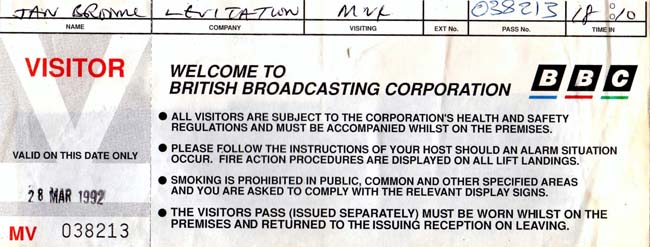 LEVITATION 038213
NAME COMPANY VISITING EXT No. PASS No. TIME IN
VISITOR
VALID ON THIS DATE ONLY
28 MAR 1992
MV 038213
WELCOME TO
BRITISH BROADCASTING CORPORATION
BBC
● ALL VISITORS ARE SUBJECT TO THE CORPORATION'S HEALTH AND SAFETY
REGULATIONS AND MUST BE ACCOMPANIED WHILST ON THE PREMISES.
● PLEASE FOLLOW THE INSTRUCTIONS OF YOUR HOST SHOULD AN ALARM SITUATION
OCCUR. FIRE ACTION PROCEDURES ARE DISPLAYED ON ALL LIFT LANDINGS.
● SMOKING IS PROHIBITED IN PUBLIC, COMMON AND OTHER SPECIFIED AREAS
AND YOU ARE ASKED TO COMPLY WITH THE RELEVANT DISPLAY SIGNS.
● THE VISITORS PASS (ISSUED SEPARATELY) MUST BE WORN WHILST ON THE
PREMISES AND RETURNED TO THE ISSUING RECEPTION ON LEAVING.